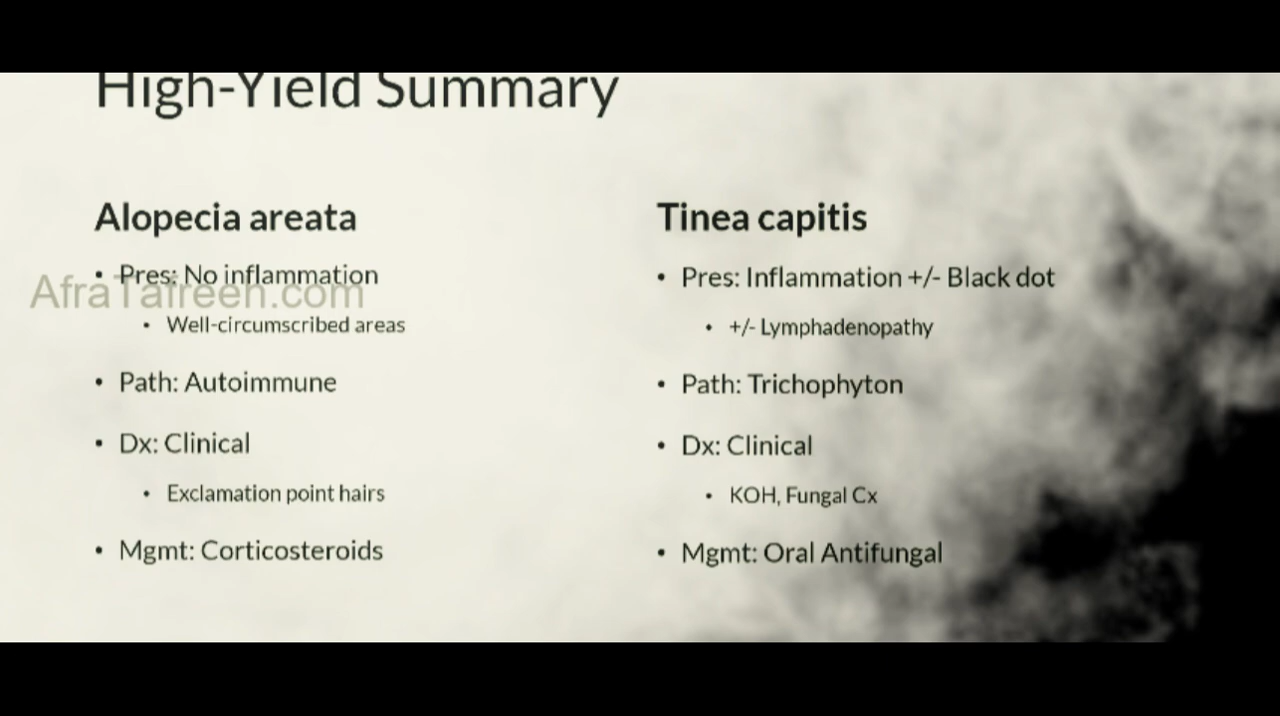 High-Yield Summary
Alopecia areata
• Pres: No inflammation
AfraTafreeh.com
• Well-circumscribed areas
• Path: Autoimmune
• Dx: Clinical
• Exclamation point hairs
• Mgmt: Corticosteroids
Tinea capitis
• Pres: Inflammation +/- Black dot
• +/- Lymphadenopathy
• Path: Trichophyton
• Dx: Clinical
• KOH, Fungal Cx
• Mgmt: Oral Antifungal